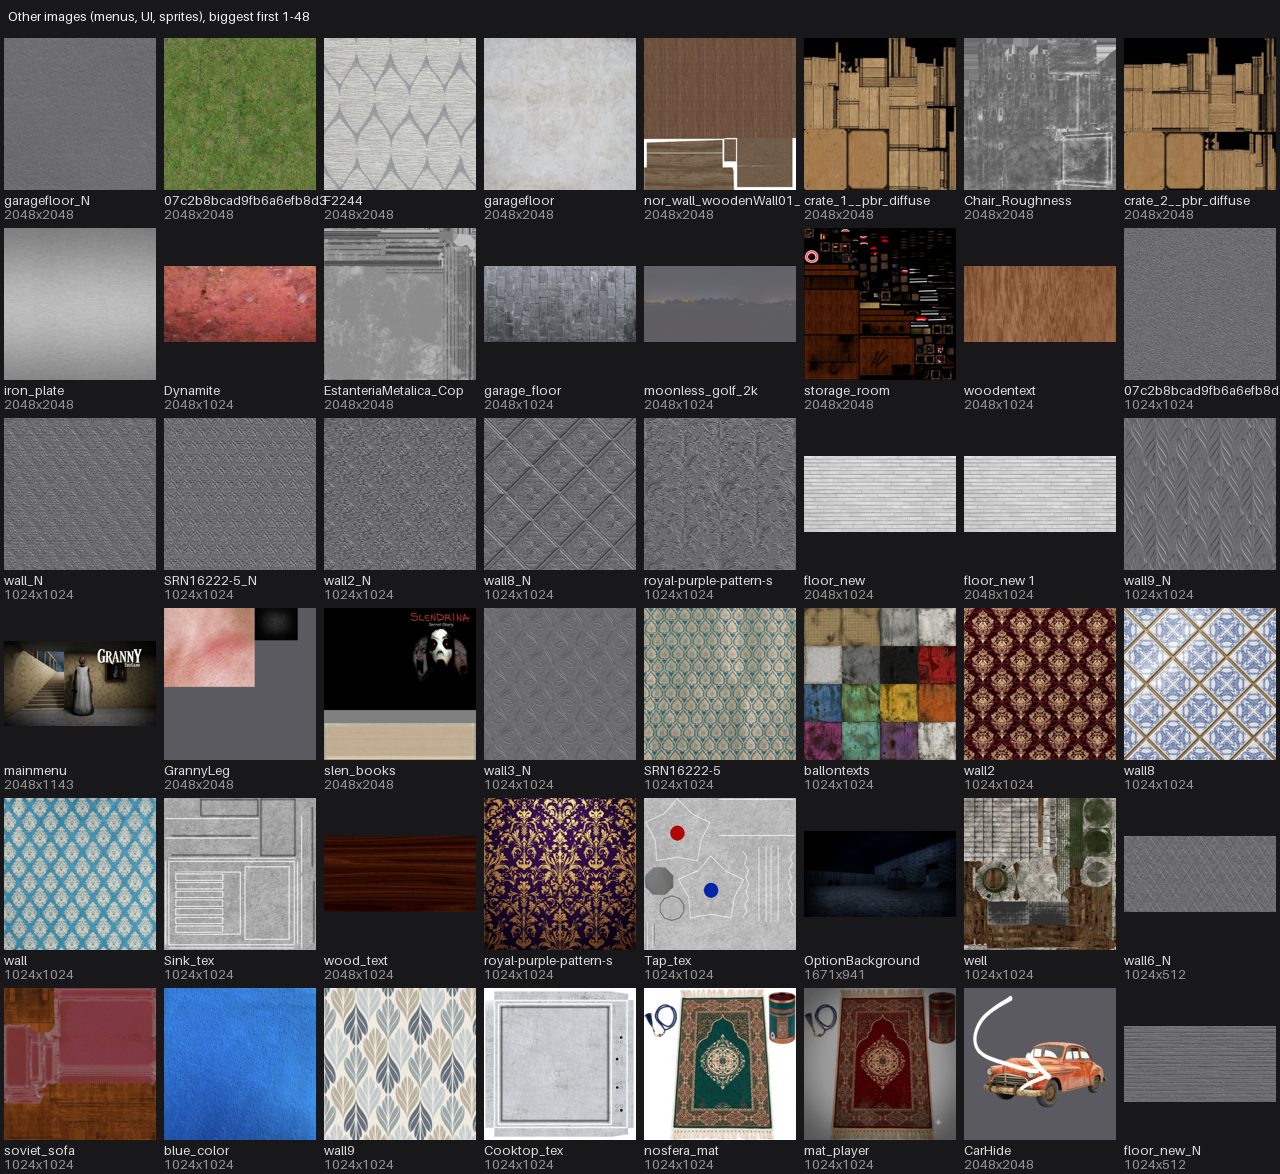 Other images (menus, UI, sprites), biggest first 1-48
garagefloor_N
2048x2048
07c2b8bcad9fb6a6efb8d3
2048x2048
F2244
2048x2048
garagefloor
2048x2048
nor_wall_woodenWall01_
2048x2048
crate_1__pbr_diffuse
2048x2048
Chair_Roughness
2048x2048
crate_2__pbr_diffuse
2048x2048
iron_plate
2048x2048
Dynamite
2048x1024
EstanteriaMetalica_Cop
2048x2048
garage_floor
2048x1024
moonless_golf_2k
2048x1024
storage_room
2048x2048
woodentext
2048x1024
07c2b8bcad9fb6a6efb8d
1024x1024
wall_N
1024x1024
SRN16222-5_N
1024x1024
wall2_N
1024x1024
wall8_N
1024x1024
royal-purple-pattern-s
1024x1024
floor_new
2048x1024
floor_new 1
2048x1024
wall9_N
1024x1024
GRANNY
SLENDRINA
Secret Story
mainmenu
2048x1143
GrannyLeg
2048x2048
slen_books
2048x2048
wall3_N
1024x1024
SRN16222-5
1024x1024
ballontexts
1024x1024
wall2
1024x1024
wall8
1024x1024
wall
1024x1024
Sink_tex
1024x1024
wood_text
2048x1024
royal-purple-pattern-s
1024x1024
Tap_tex
1024x1024
OptionBackground
1671x941
well
1024x1024
wall6_N
1024x512
soviet_sofa
1024x1024
blue_color
1024x1024
wall9
1024x1024
Cooktop_tex
1024x1024
nosfera_mat
1024x1024
mat_player
1024x1024
CarHide
2048x2048
floor_new_N
1024x512